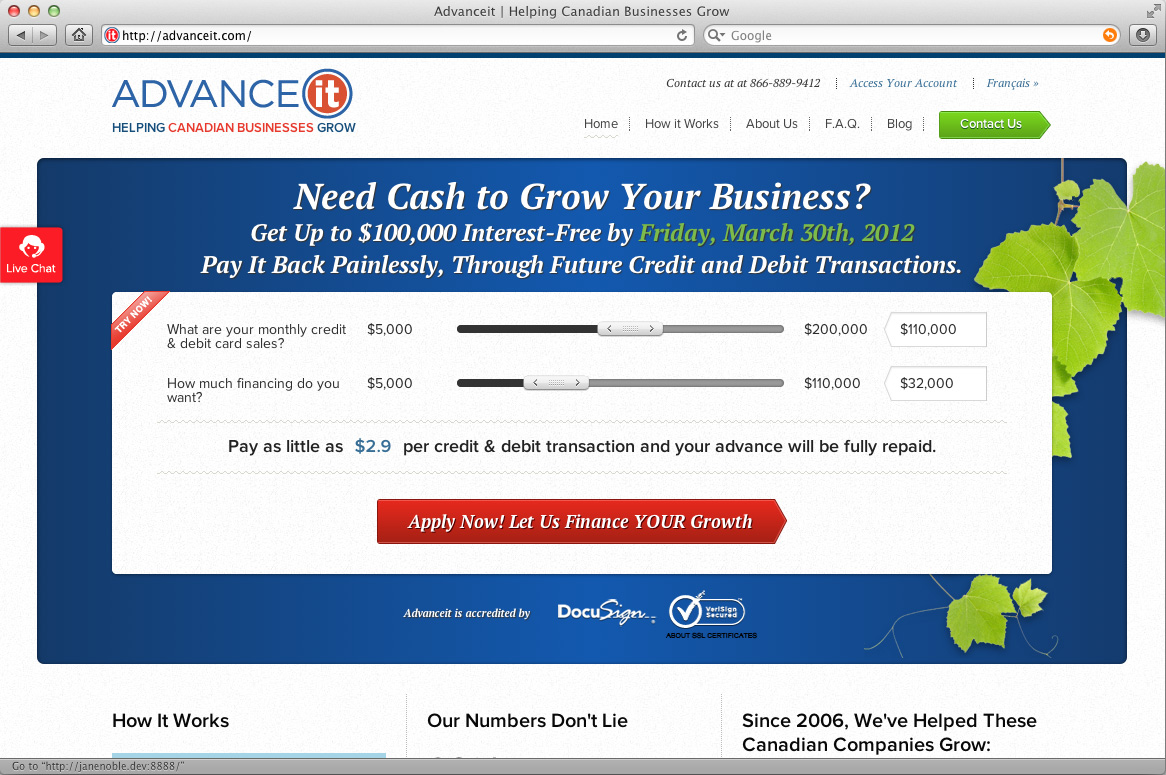 Advanceit | Helping Canadian Businesses Grow
it http://advanceit.com/
Google
ADVANCE it
HELPING CANADIAN BUSINESSES GROW
Contact us at at 866-889-9412
Access Your Account
Français »
Home
How it Works
About Us
F.A.Q.
Blog
Contact Us
Need Cash to Grow Your Business?
Get Up to $100,000 Interest-Free by Friday, March 30th, 2012
Pay It Back Painlessly, Through Future Credit and Debit Transactions.
Live Chat
TRY NOW!
What are your monthly credit
& debit card sales?
$5,000
$200,000
$110,000
How much financing do you
want?
$5,000
$110,000
$32,000
Pay as little as $2.9 per credit & debit transaction and your advance will be fully repaid.
Apply Now! Let Us Finance YOUR Growth
Advanceit is accredited by
DocuSign
VeriSign
Secured
ABOUT SSL CERTIFICATES
How It Works
Our Numbers Don't Lie
Since 2006, We've Helped These
Canadian Companies Grow:
Go to "http://janenoble.dev:8888/"